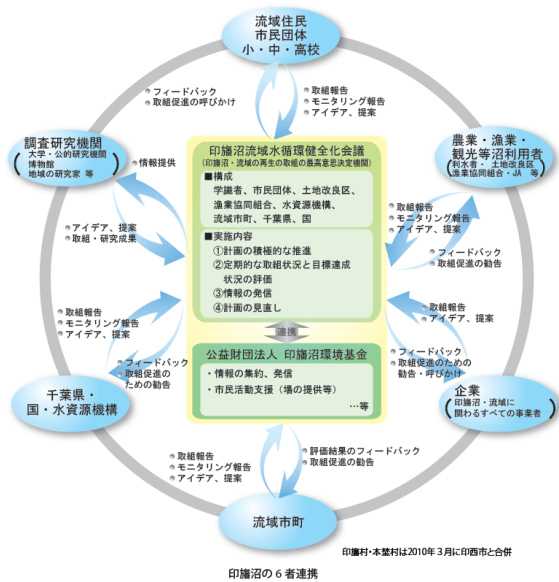 流域住民
市民団体
小・中・高校
フィードバック
取組促進の呼びかけ
取組報告
モニタリング報告
アイデア、提案
調査研究機関
大学・公的研究機関
博物館
地域の研究家 等
情報提供
アイデア、提案
取組・研究成果
印旛沼流域水循環健全化会議
(印旛沼・流域の再生の取組の最高意思決定機関)
■構成
学識者、市民団体、土地改良区、
漁業協同組合、水資源機構、
流域市町、千葉県、国
■実施内容
①計画の積極的な推進
②定期的な取組状況と目標達成
状況の評価
③情報の発信
④計画の見直し
連携
公益財団法人 印旛沼環境基金
・情報の集約、発信
・市民活動支援(場の提供等)
…等
農業・漁業・
観光等沼利用者
利水者・ 土地改良区
漁業協同組合・JA 等
取組報告
モニタリング報告
アイデア、提案
フィードバック
取組促進の勧告
取組報告
モニタリング報告
アイデア、提案
フィードバック
取組促進の
ための勧告
千葉県・
国・水資源機構
取組報告
アイデア、提案
フィードバック
取組促進のための
勧告・呼びかけ
企業
印旛沼・流域に
関わるすべての事業者
取組報告
モニタリング報告
アイデア、提案
評価結果のフィードバック
取組促進の勧告
流域市町
印旛村・本埜村は2010年3月に印西市と合併
印旛沼の6者連携